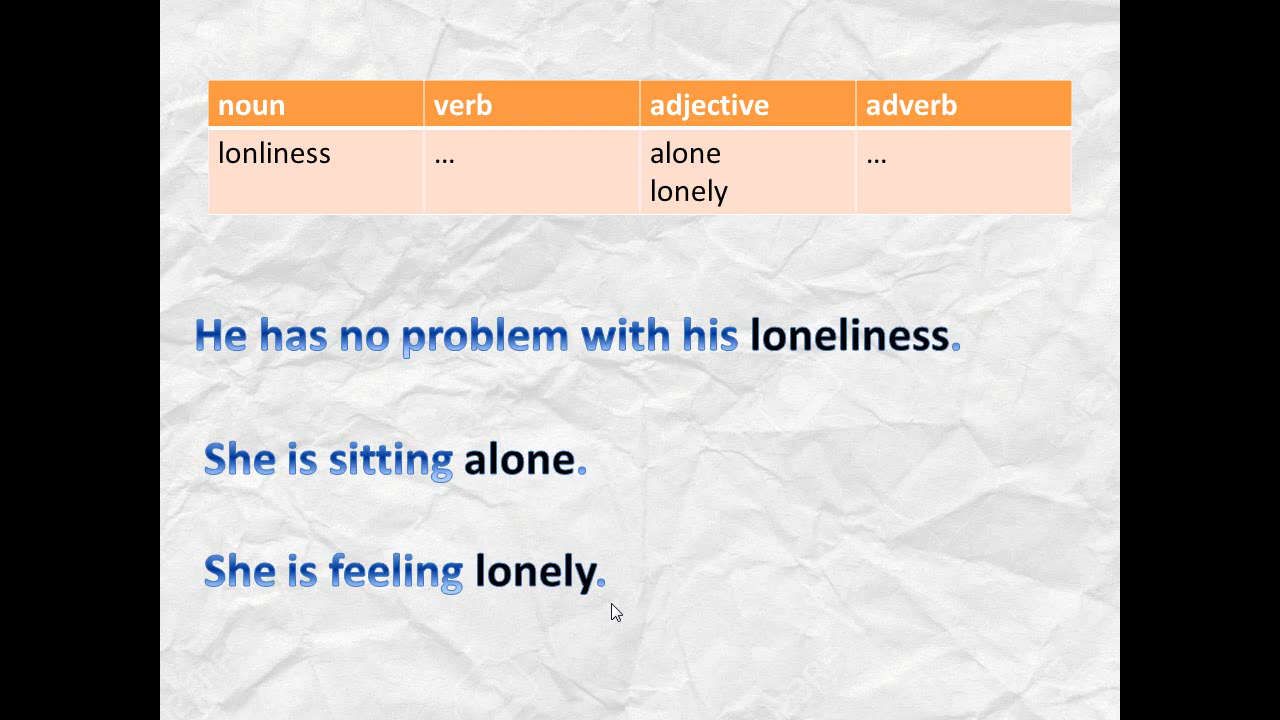 noun verb adjective adverb
lonliness ... alone ...
lonely
He has no problem with his loneliness.
She is sitting alone.
She is feeling lonely.